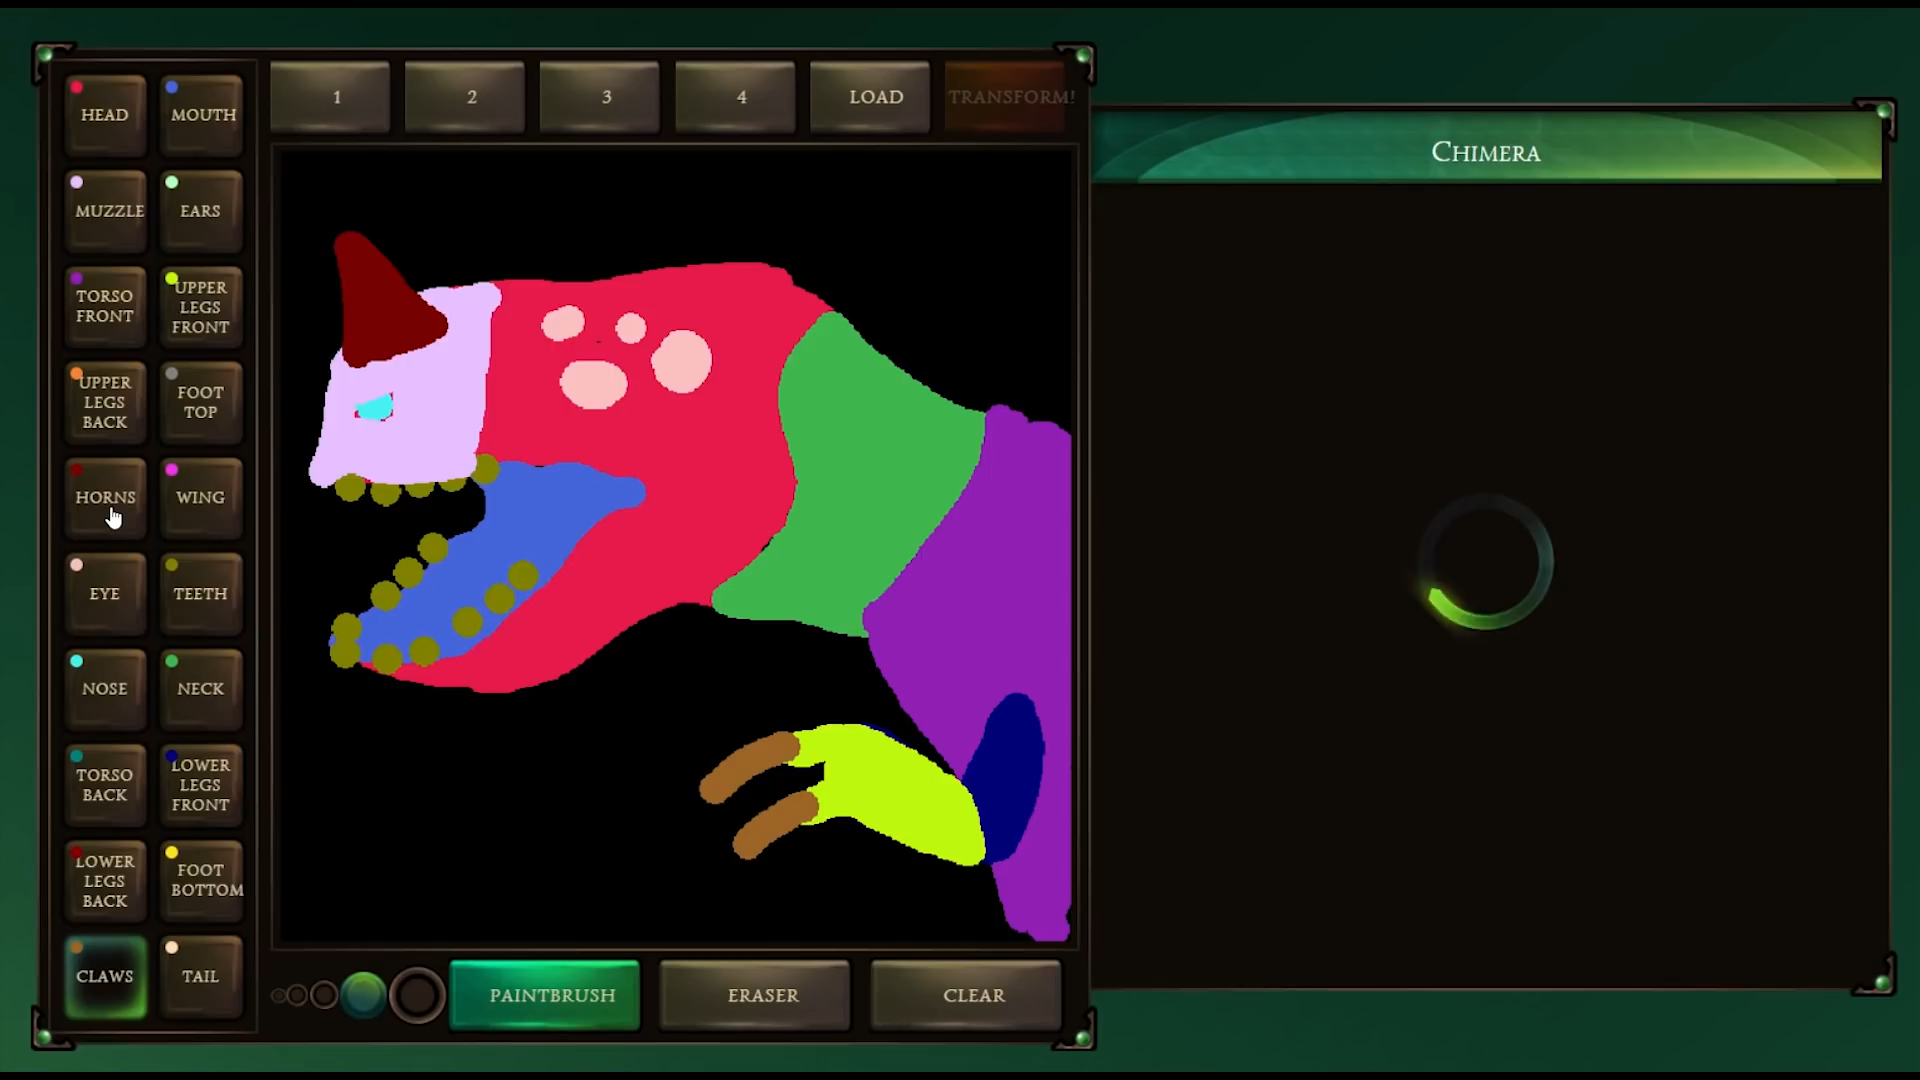 1
2
3
4
LOAD
TRANSFORM!
CHIMERA
HEAD
MOUTH
MUZZLE
EARS
TORSO
FRONT
UPPER
LEGS
FRONT
UPPER
LEGS
BACK
FOOT
TOP
HORNS
WING
EYE
TEETH
NOSE
NECK
TORSO
BACK
LOWER
LEGS
FRONT
LOWER
LEGS
BACK
FOOT
BOTTOM
CLAWS
TAIL
PAINTBRUSH
ERASER
CLEAR